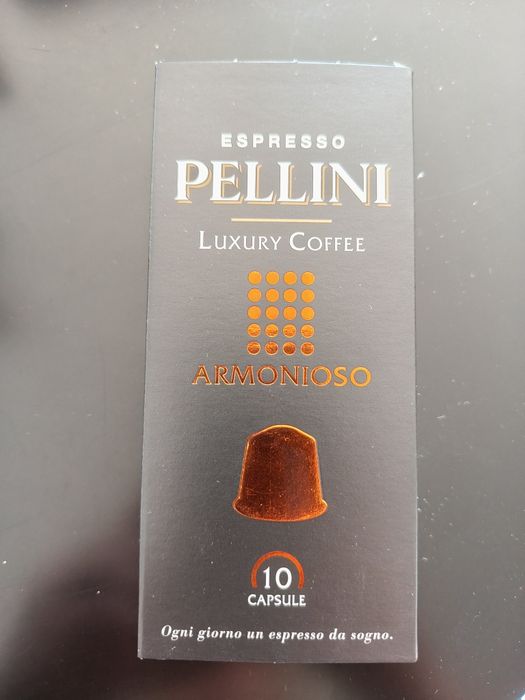 ESPRESSO
PELLINI
LUXURY COFFEE
ARMONIOSO
10
CAPSULE
Ogni giorno un espresso da sogno.